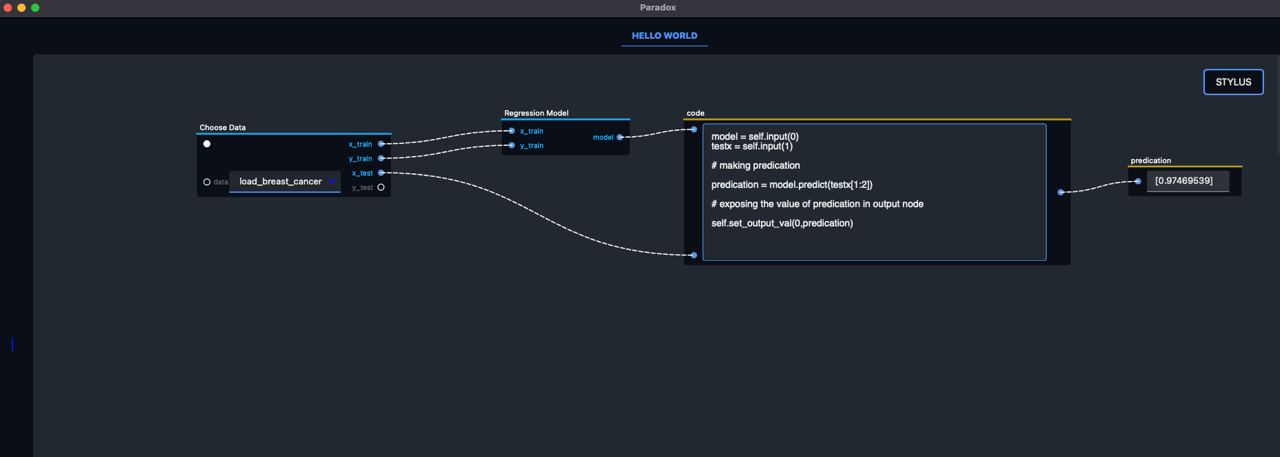 Paradox
HELLO WORLD
STYLUS
Choose Data
x_train
y_train
x_test
y_test
data
load_breast_cancer
Regression Model
x_train
y_train
model
code
model = self.input(0)
testx = self.input(1)
# making predication
predication = model.predict(testx[1:2])
# exposing the value of predication in output node
self.set_output_val(0,predication)
predication
[0.97469539]